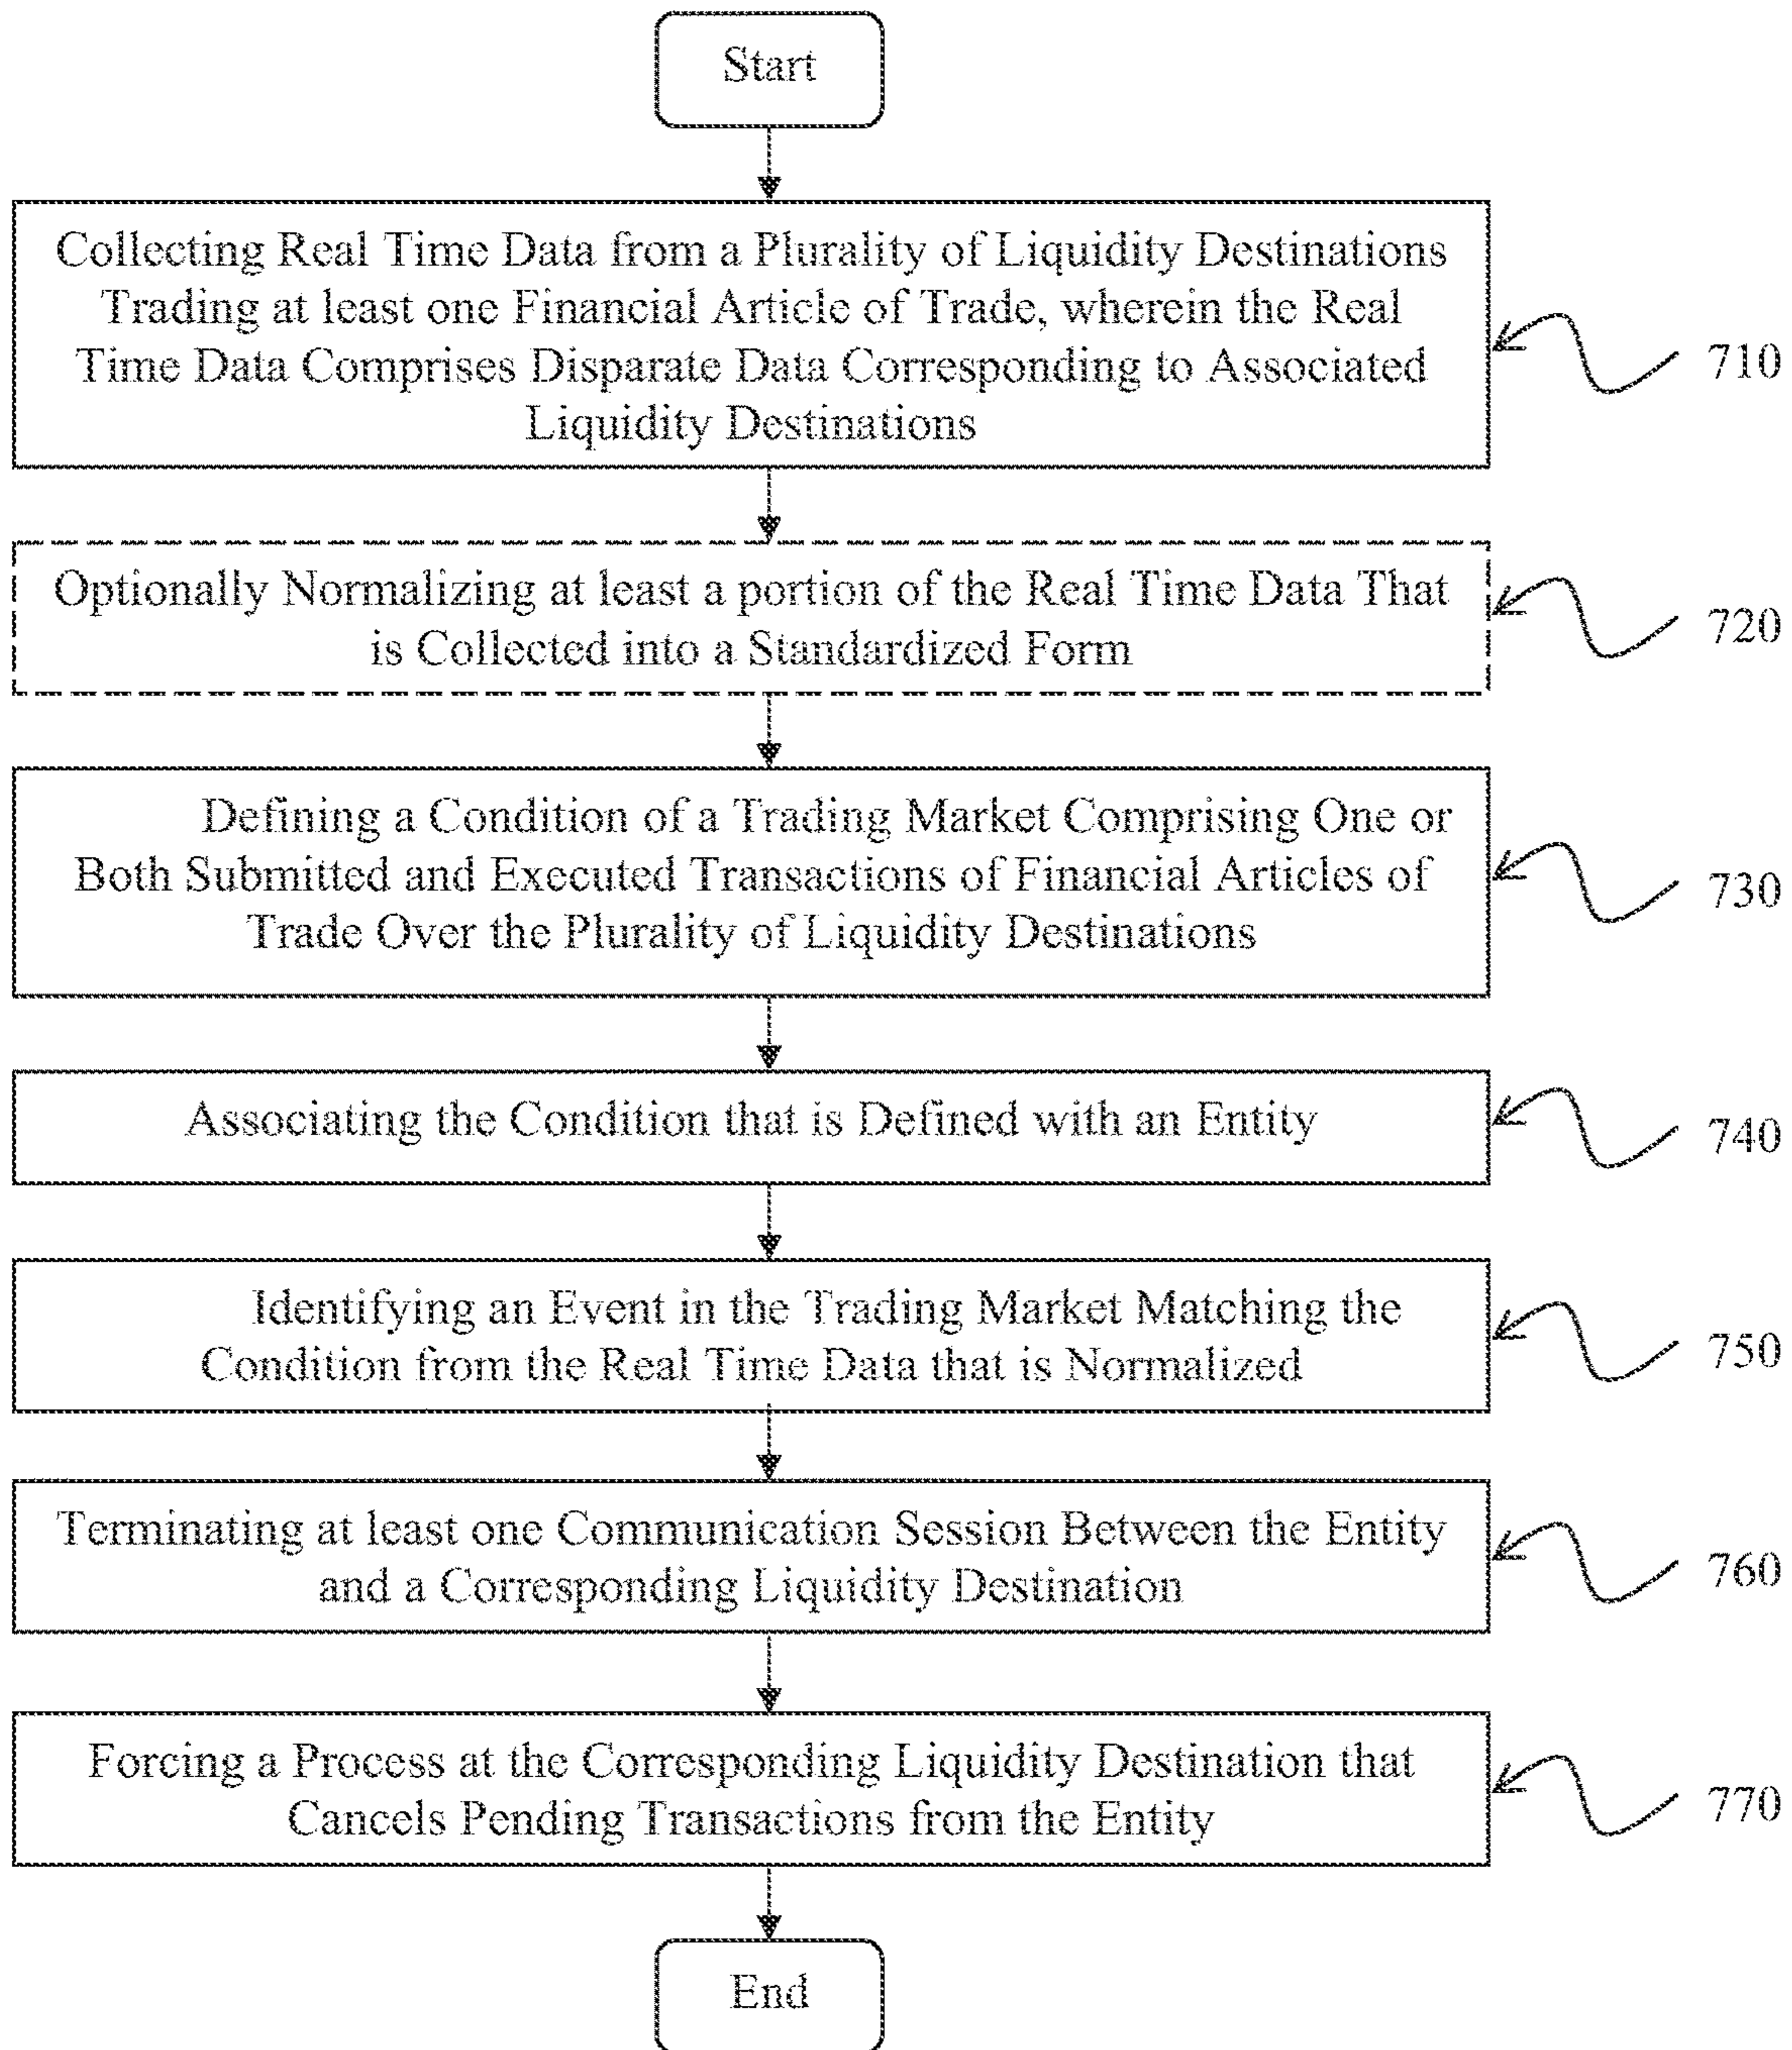 Start
Collecting Real Time Data from a Plurality of Liquidity Destinations
Trading at least one Financial Article of Trade, wherein the Real
Time Data Comprises Disparate Data Corresponding to Associated
Liquidity Destinations
710
Optionally Normalizing at least a portion of the Real Time Data That
is Collected into a Standardized Form
720
Defining a Condition of a Trading Market Comprising One or
Both Submitted and Executed Transactions of Financial Articles of
Trade Over the Plurality of Liquidity Destinations
730
Associating the Condition that is Defined with an Entity
740
Identifying an Event in the Trading Market Matching the
Condition from the Real Time Data that is Normalized
750
Terminating at least one Communication Session Between the Entity
and a Corresponding Liquidity Destination
760
Forcing a Process at the Corresponding Liquidity Destination that
Cancels Pending Transactions from the Entity
770
End